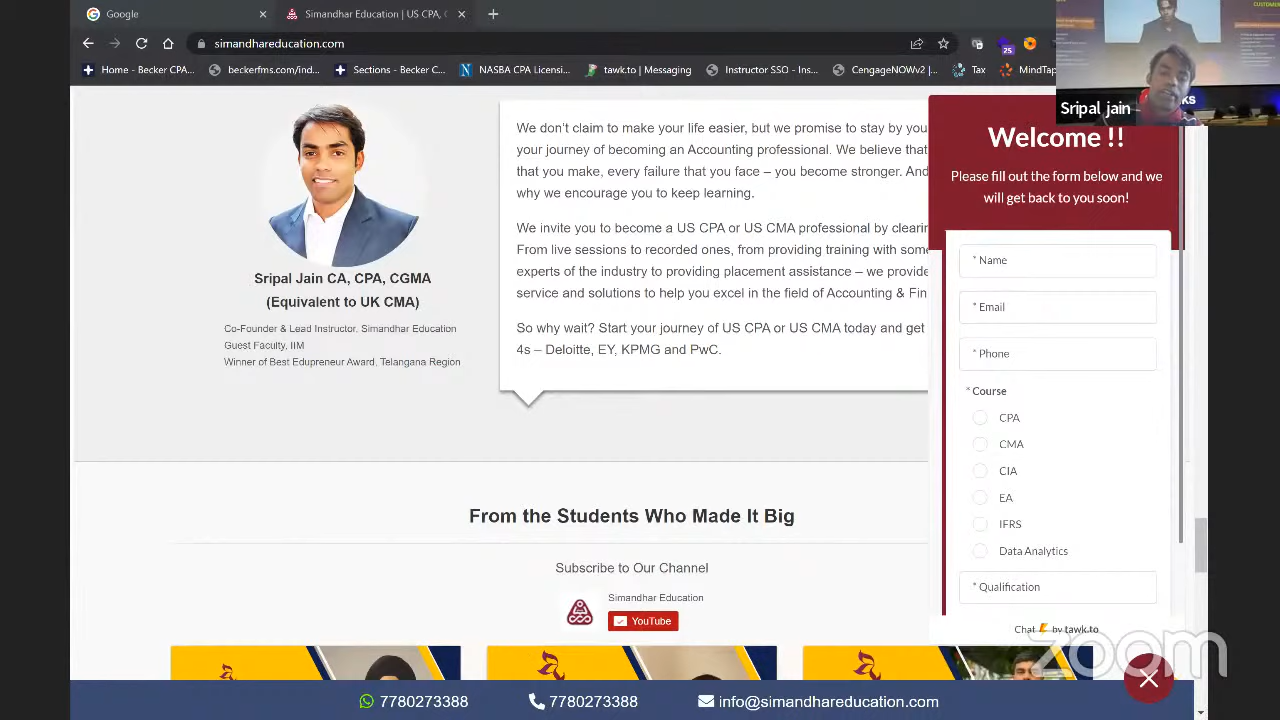 Google
Simandhar Education | US CPA, C
simandhareducation.com
25
Home - Becker CPA...
beckerfms.com/ind...
Home - Becker C...
NASBA CPA
Messaging
Instructor SSO -
CengageNOWv2 |...
Tax
MindTap
Sripal jain
We don't claim to make your life easier, but we promise to stay by you
your journey of becoming an Accounting professional. We believe that
that you make, every failure that you face – you become stronger. And
why we encourage you to keep learning.
We invite you to become a US CPA or US CMA professional by
From live sessions to recorded ones, from providing training with some
experts of the industry to providing placement assistance – we provide
service and solutions to help you excel in the field of Accounting & Fin
So why wait? Start your journey of US CPA or US CMA today and get
4s – Deloitte, EY, KPMG and PwC.
Sripal Jain CA, CPA, CGMA
(Equivalent to UK CMA)
Co-Founder & Lead Instructor, Simandhar Education
Guest Faculty, IIM
Winner of Best Edupreneur Award, Telangana Region
Welcome !!
Please fill out the form below and we
will get back to you soon!
* Name
* Email
* Phone
* Course
CPA
CMA
CIA
EA
IFRS
Data Analytics
* Qualification
Chat by tawk.to
From the Students Who Made It Big
Subscribe to Our Channel
Simandhar Education
YouTube
zoom
7780273388
7780273388
info@simandhareducation.com